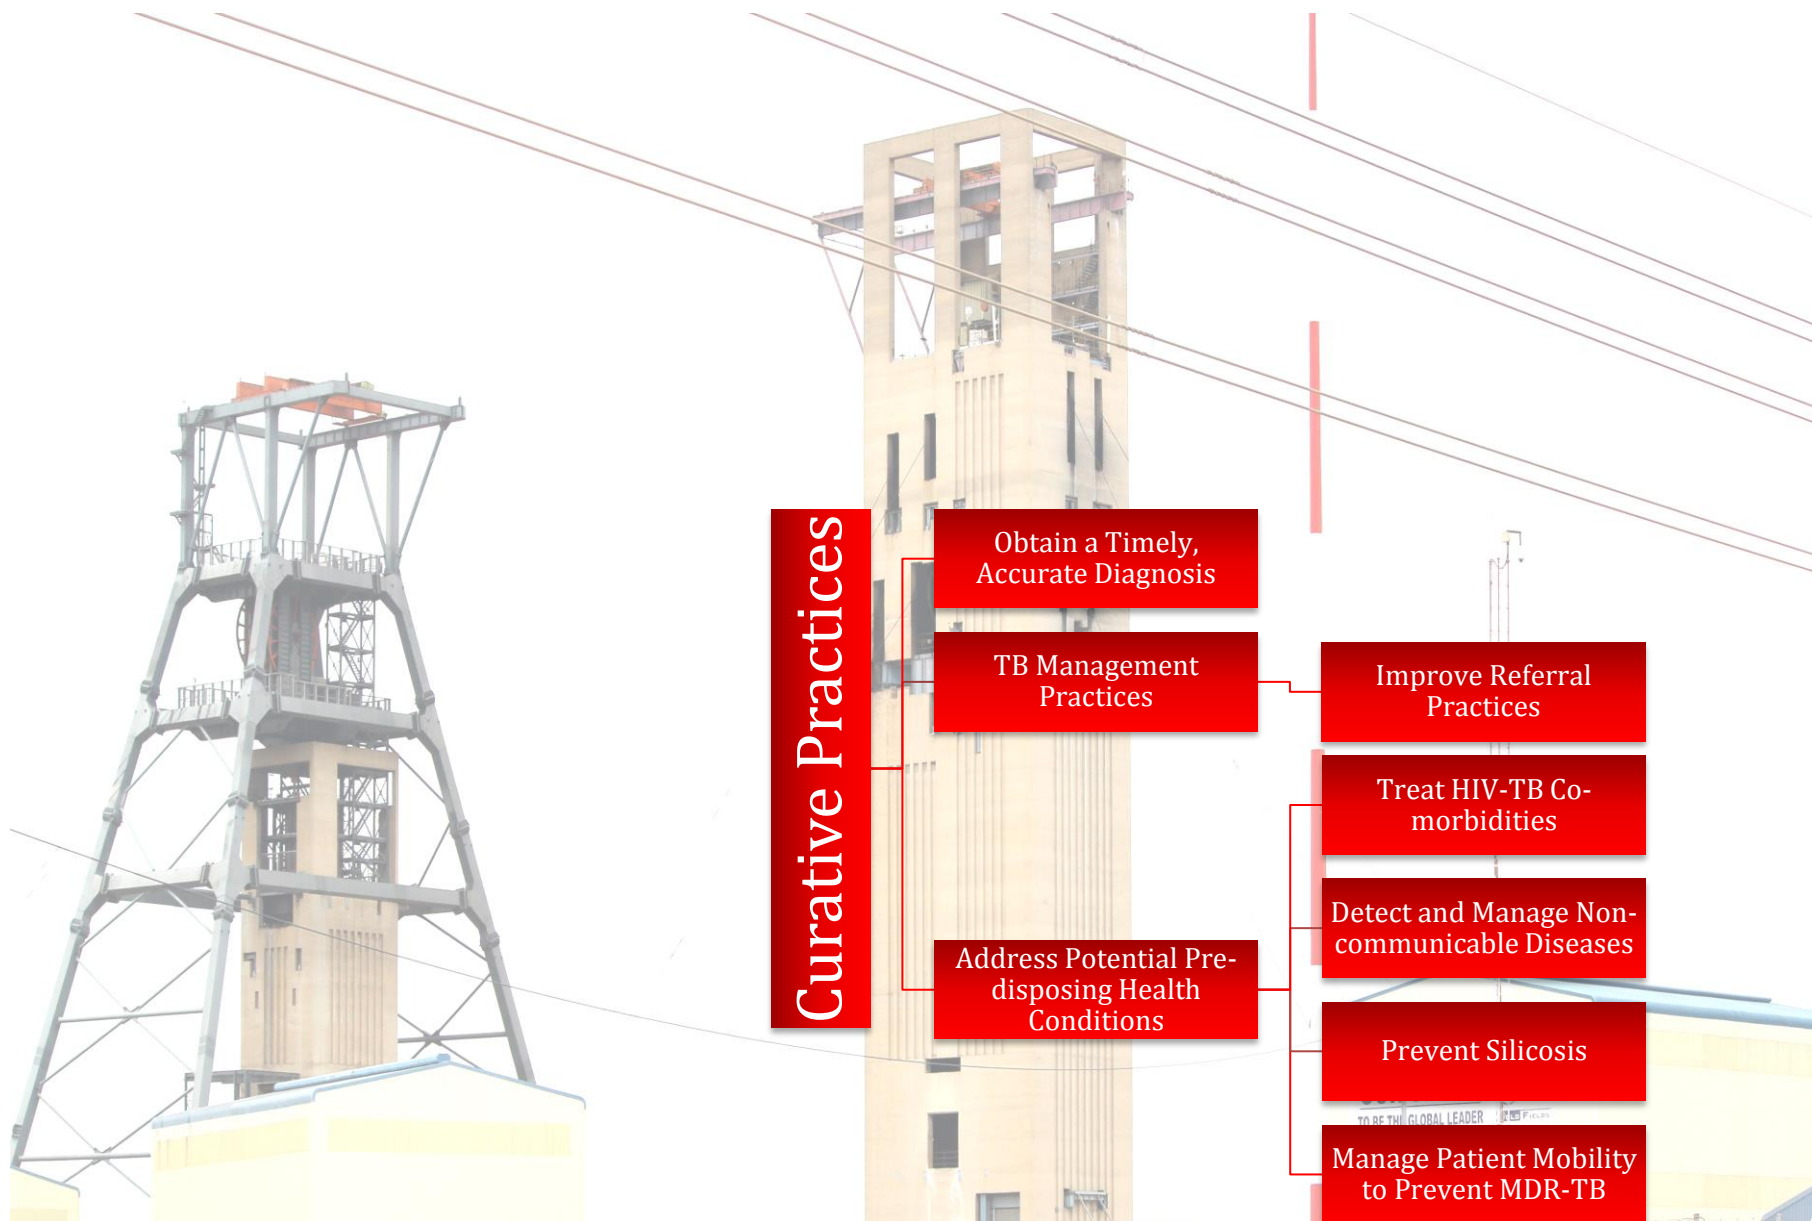 Curative Practices
Obtain a Timely,
Accurate Diagnosis
TB Management
Practices
Improve Referral
Practices
Address Potential Pre-
disposing Health
Conditions
Treat HIV-TB Co-
morbidities
Detect and Manage Non-
communicable Diseases
Prevent Silicosis
Manage Patient Mobility
to Prevent MDR-TB
TO BE THE GLOBAL LEADER
FIELDS